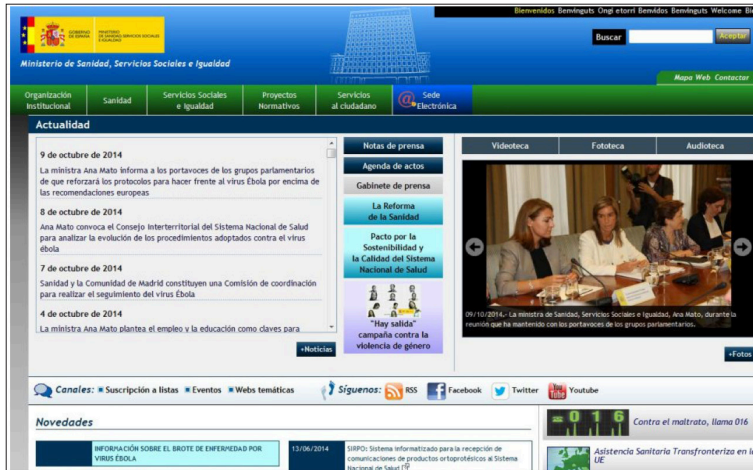 Bienvenidos Benvinguts Ongi etorri Benvidos Benvinguts Welcome
GOBIERNO DE ESPAÑA
MINISTERIO DE SANIDAD, SERVICIOS SOCIALES E IGUALDAD
Buscar
Aceptar
Ministerio de Sanidad, Servicios Sociales e Igualdad
Mapa Web Contactar
Organización Institucional
Sanidad
Servicios Sociales e Igualdad
Proyectos Normativos
Servicios al ciudadano
@ Sede Electrónica
Actualidad
9 de octubre de 2014
La ministra Ana Mato informa a los portavoces de los grupos parlamentarios
de que reforzará los protocolos para hacer frente al virus Ébola por encima de
las recomendaciones europeas
8 de octubre de 2014
Ana Mato convoca el Consejo Interterritorial del Sistema Nacional de Salud
para analizar la evolución de los procedimientos adoptados contra el virus
ébola
7 de octubre de 2014
Sanidad y la Comunidad de Madrid constituyen una Comisión de coordinación
para realizar el seguimiento del virus Ébola
4 de octubre de 2014
La ministra Ana Mato plantea el empleo y la educación como claves para
+Noticias
Notas de prensa
Agenda de actos
Gabinete de prensa
La Reforma
de la Sanidad
Pacto por la
Sostenibilidad y
la Calidad del Sistema
Nacional de Salud
"Hay salida"
campaña contra la
violencia de género
Videoteca
Fototeca
Audioteca
09/10/2014.- La ministra de Sanidad, Servicios Sociales e Igualdad, Ana Mato, durante la
reunión que ha mantenido con los portavoces de los grupos parlamentarios.
+Fotos
Canales: Suscripción a listas Eventos Webs temáticas
Síguenos: RSS Facebook Twitter Youtube
Novedades
INFORMACIÓN SOBRE EL BROTE DE ENFERMEDAD POR
VIRUS ÉBOLA
13/06/2014
SIRPO: Sistema informatizado para la recepción de
comunicaciones de productos ortoprotésicos al Sistema
Nacional de Salud
016
Contra el maltrato, llama 016
Asistencia Sanitaria Transfronteriza en
UE